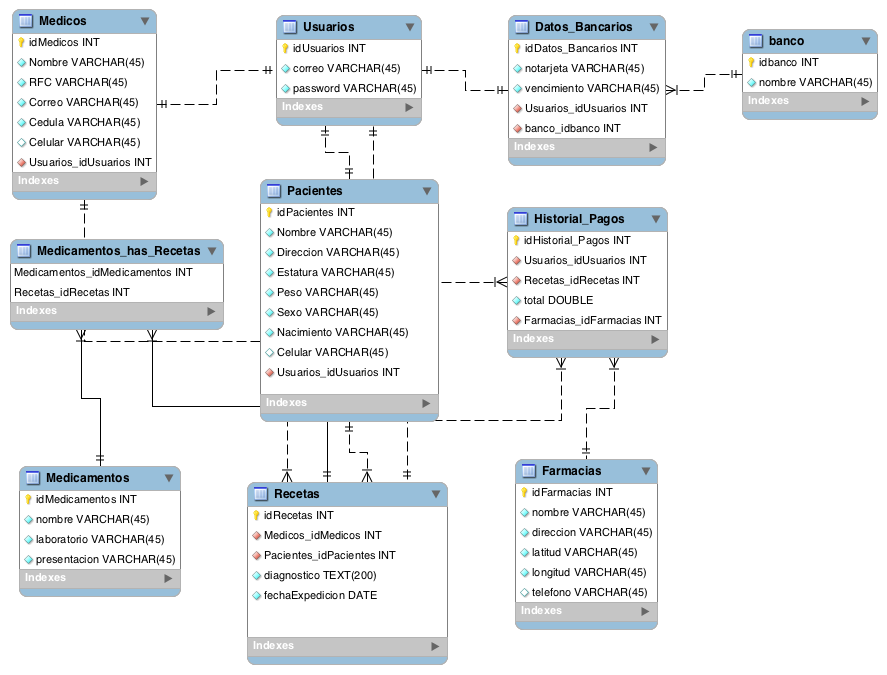 Medicos
idMedicos INT
Nombre VARCHAR(45)
RFC VARCHAR(45)
Correo VARCHAR(45)
Cedula VARCHAR(45)
Celular VARCHAR(45)
Usuarios_idUsuarios INT
Indexes
Usuarios
idUsuarios INT
correo VARCHAR(45)
password VARCHAR(45)
Indexes
Datos_Bancarios
idDatos_Bancarios INT
notarjeta VARCHAR(45)
vencimiento VARCHAR(45)
Usuarios_idUsuarios INT
banco_idbanco INT
Indexes
banco
idbanco INT
nombre VARCHAR(45)
Indexes
Medicamentos_has_Recetas
Medicamentos_idMedicamentos INT
Recetas_idRecetas INT
Indexes
Pacientes
idPacientes INT
Nombre VARCHAR(45)
Direccion VARCHAR(45)
Estatura VARCHAR(45)
Peso VARCHAR(45)
Sexo VARCHAR(45)
Nacimiento VARCHAR(45)
Celular VARCHAR(45)
Usuarios_idUsuarios INT
Indexes
Historial_Pagos
idHistorial_Pagos INT
Usuarios_idUsuarios INT
Recetas_idRecetas INT
total DOUBLE
Farmacias_idFarmacias INT
Indexes
Medicamentos
idMedicamentos INT
nombre VARCHAR(45)
laboratorio VARCHAR(45)
presentacion VARCHAR(45)
Indexes
Recetas
idRecetas INT
Medicos_idMedicos INT
Pacientes_idPacientes INT
diagnostico TEXT(200)
fechaExpedicion DATE
Indexes
Farmacias
idFarmacias INT
nombre VARCHAR(45)
direccion VARCHAR(45)
latitud VARCHAR(45)
longitud VARCHAR(45)
telefono VARCHAR(45)
Indexes